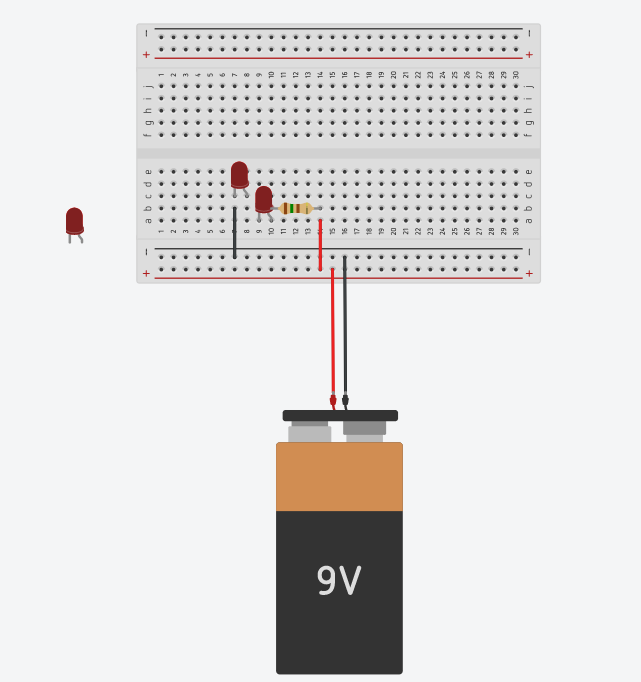 − −
+ +
1 2 3 4 5 6 7 8 9 10 11 12 13 14 15 16 17 18 19 20 21 22 23 24 25 26 27 28 29 30
j j
i i
h h
g g
f f
e e
d d
c c
b b
a a
1 2 3 4 5 6 7 8 9 10 11 12 13 15 16 17 18 19 20 21 22 23 24 25 26 27 28 29 30
− −
+ +
9V